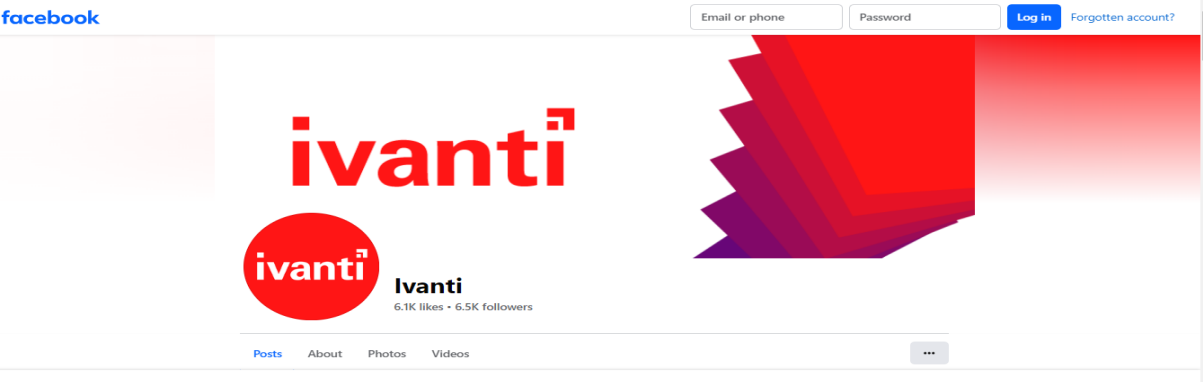 facebook
Email or phone
Password
Log in
Forgotten account?
ivanti
ivanti
Ivanti
6.1K likes • 6.5K followers
Posts
About
Photos
Videos